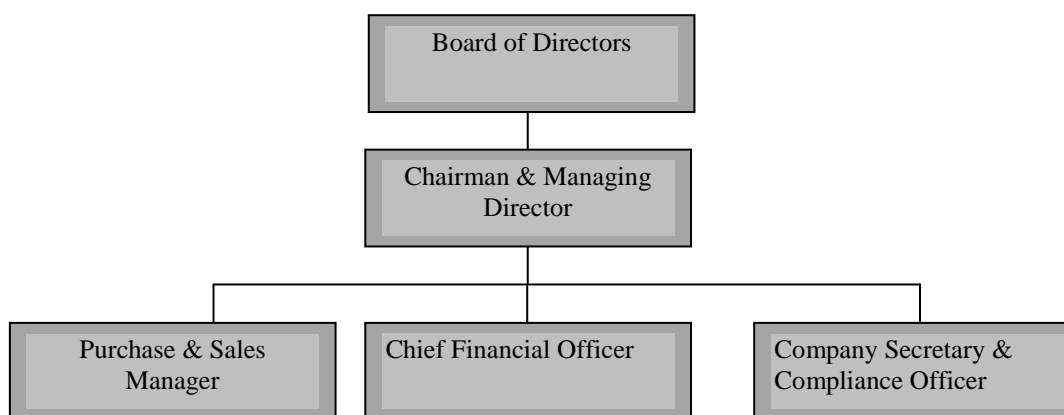 Board of Directors
Chairman & Managing
Director
Purchase & Sales
Manager
Chief Financial Officer
Company Secretary &
Compliance Officer